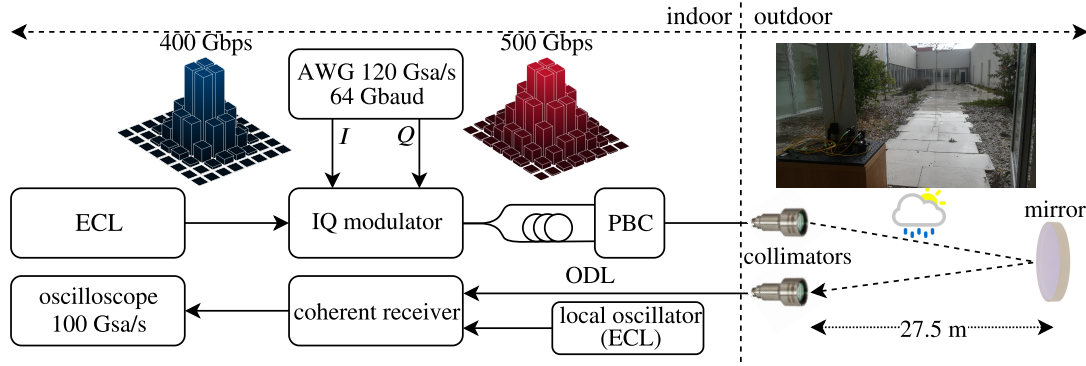 indoor outdoor
400 Gbps
500 Gbps
AWG 120 Gsa/s
64 Gbaud
I
Q
ECL
IQ modulator
PBC
mirror
collimators
ODL
oscilloscope
100 Gsa/s
coherent receiver
local oscillator
(ECL)
27.5 m